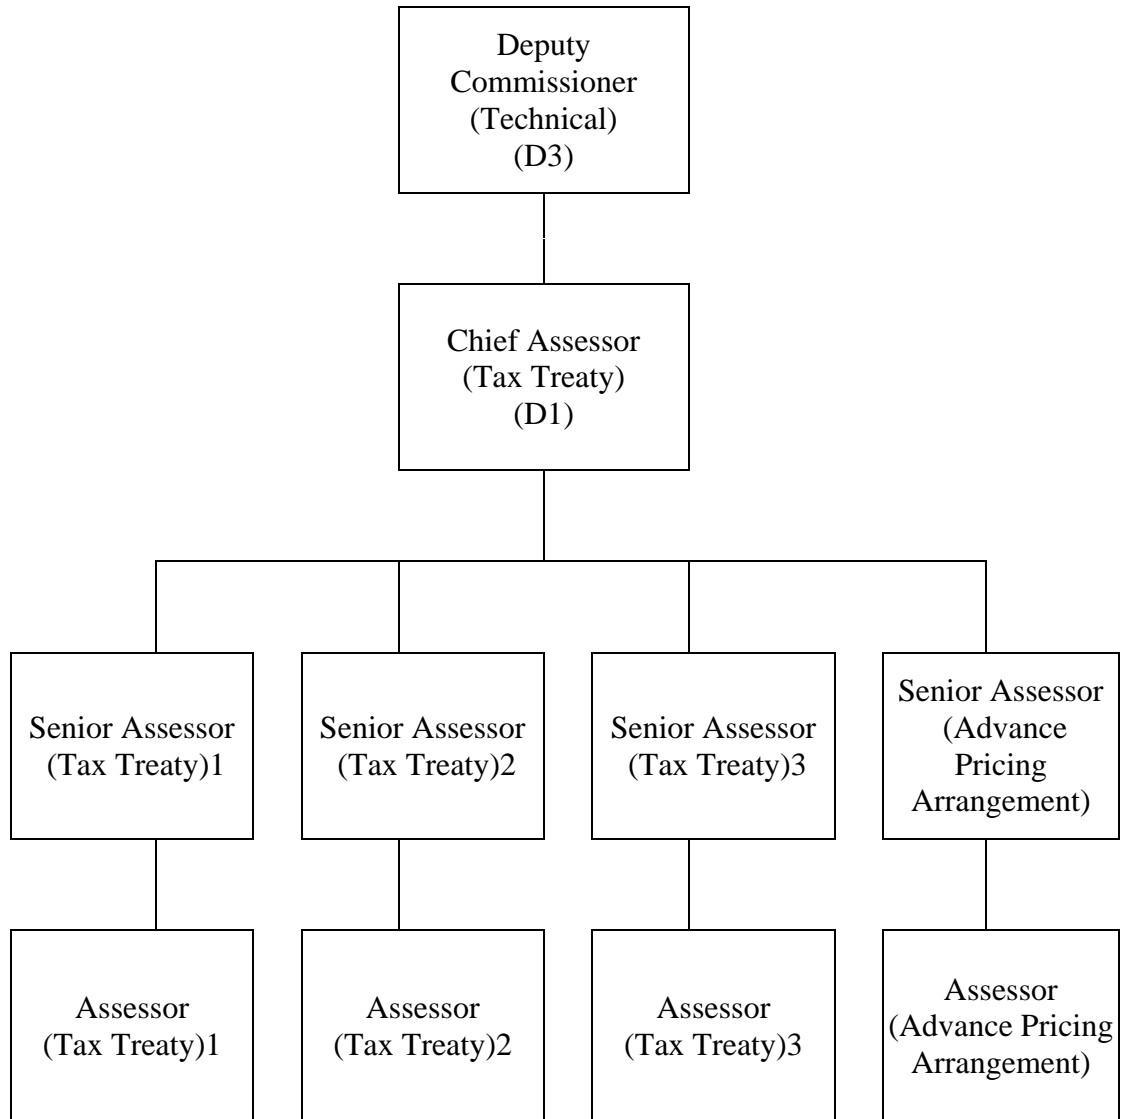 Deputy
Commissioner
(Technical)
(D3)
Chief Assessor
(Tax Treaty)
(D1)
Senior Assessor
(Tax Treaty)1
Senior Assessor
(Tax Treaty)2
Senior Assessor
(Tax Treaty)3
Senior Assessor
(Advance
Pricing
Arrangement)
Assessor
(Tax Treaty)1
Assessor
(Tax Treaty)2
Assessor
(Tax Treaty)3
Assessor
(Advance Pricing
Arrangement)